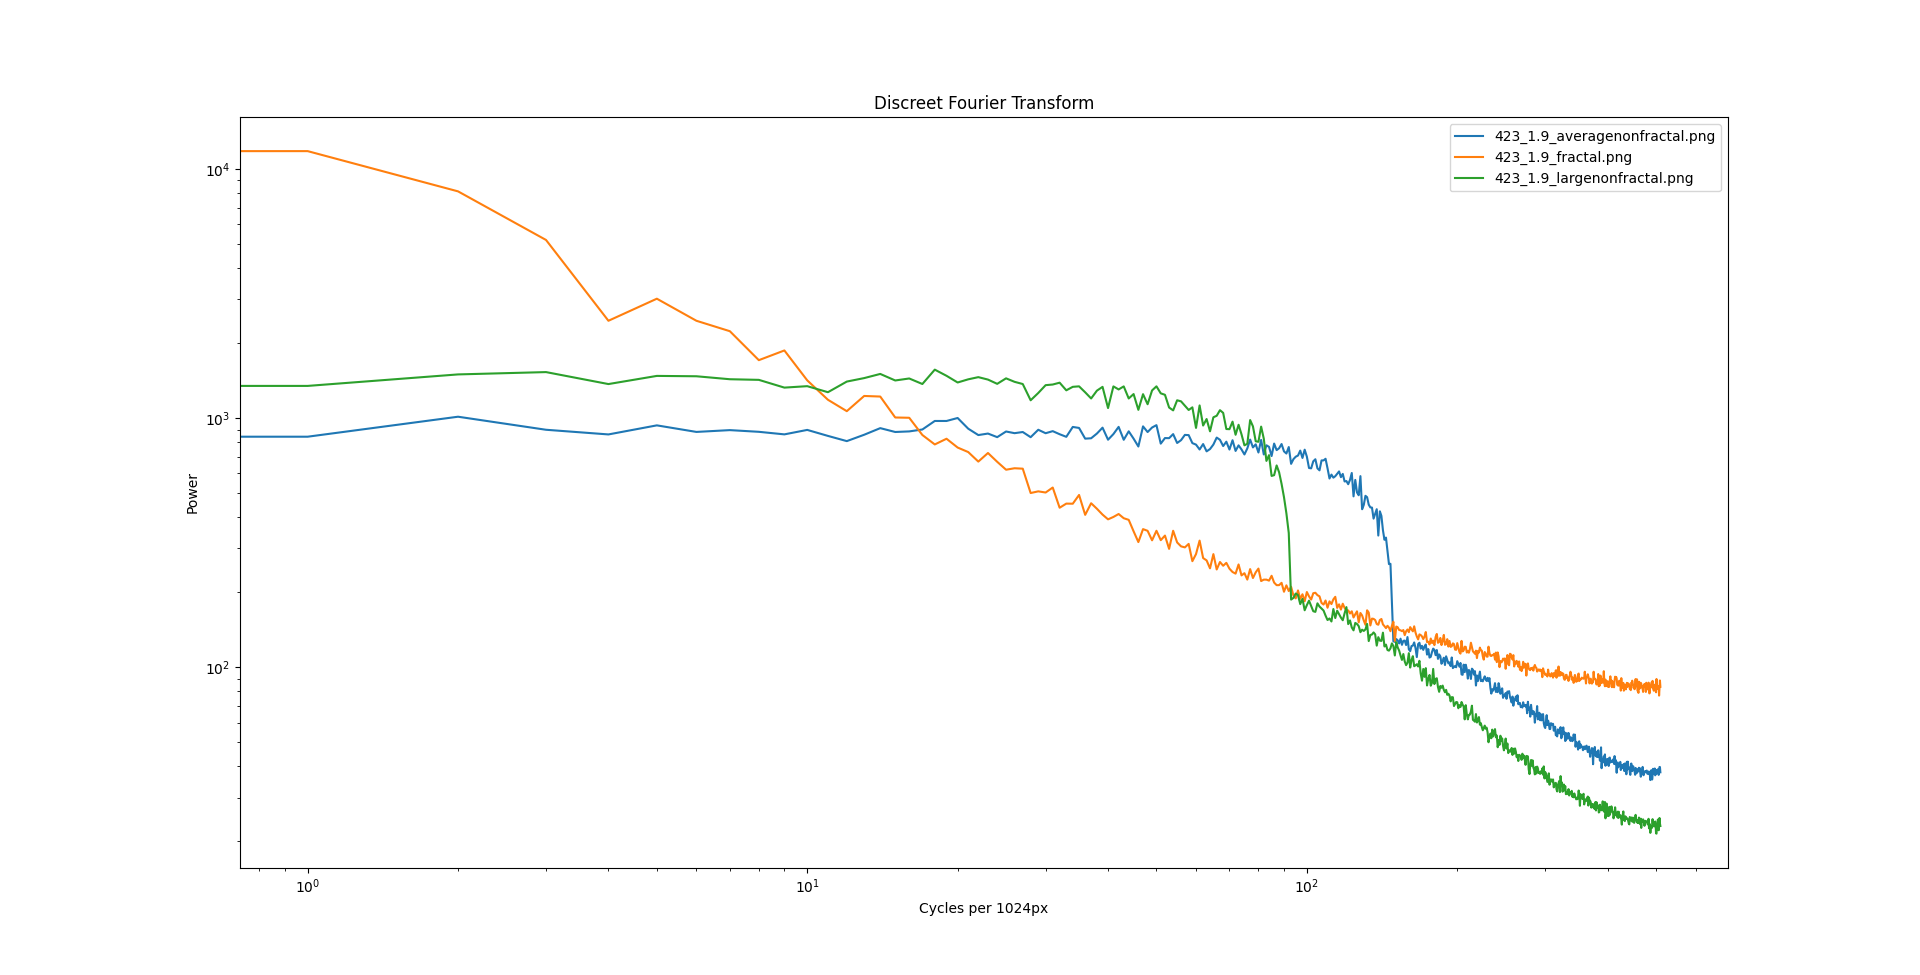 Discreet Fourier Transform
423_1.9_averagenonfractal.png
423_1.9_fractal.png
423_1.9_largenonfractal.png
10⁴
10³
10²
Power
10⁰ 10¹ 10²
Cycles per 1024px